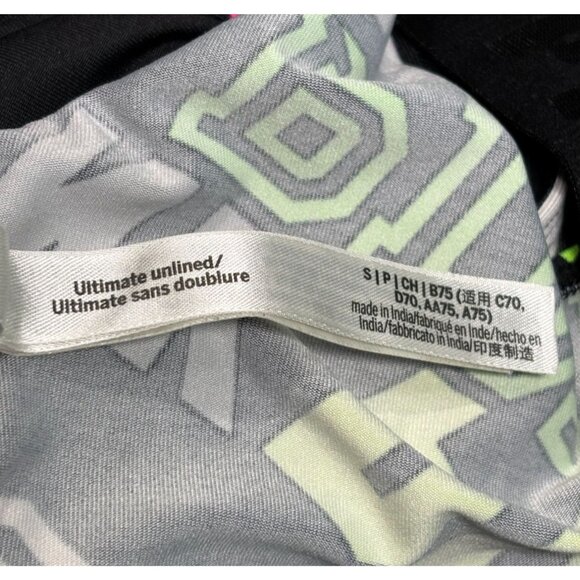 Ultimate unlined/
Ultimate sans doublure
S | P | CH | B75 (适用 C70,
D70, AA75, A75)
made in India/fabriqué en Inde/hecho en
India/fabbricato in India/印度制造